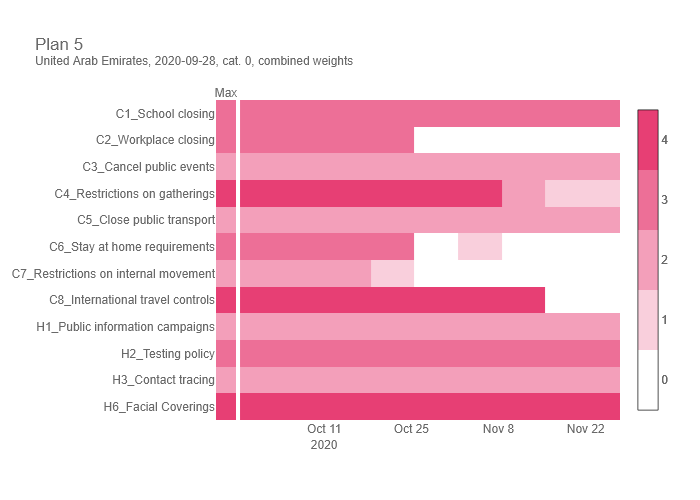 Plan 5
United Arab Emirates, 2020-09-28, cat. 0, combined weights
Max
C1_School closing
C2_Workplace closing
C3_Cancel public events
C4_Restrictions on gatherings
C5_Close public transport
C6_Stay at home requirements
C7_Restrictions on internal movement
C8_International travel controls
H1_Public information campaigns
H2_Testing policy
H3_Contact tracing
H6_Facial Coverings
Oct 11 Oct 25 Nov 8 Nov 22
2020
4
3
2
1
0